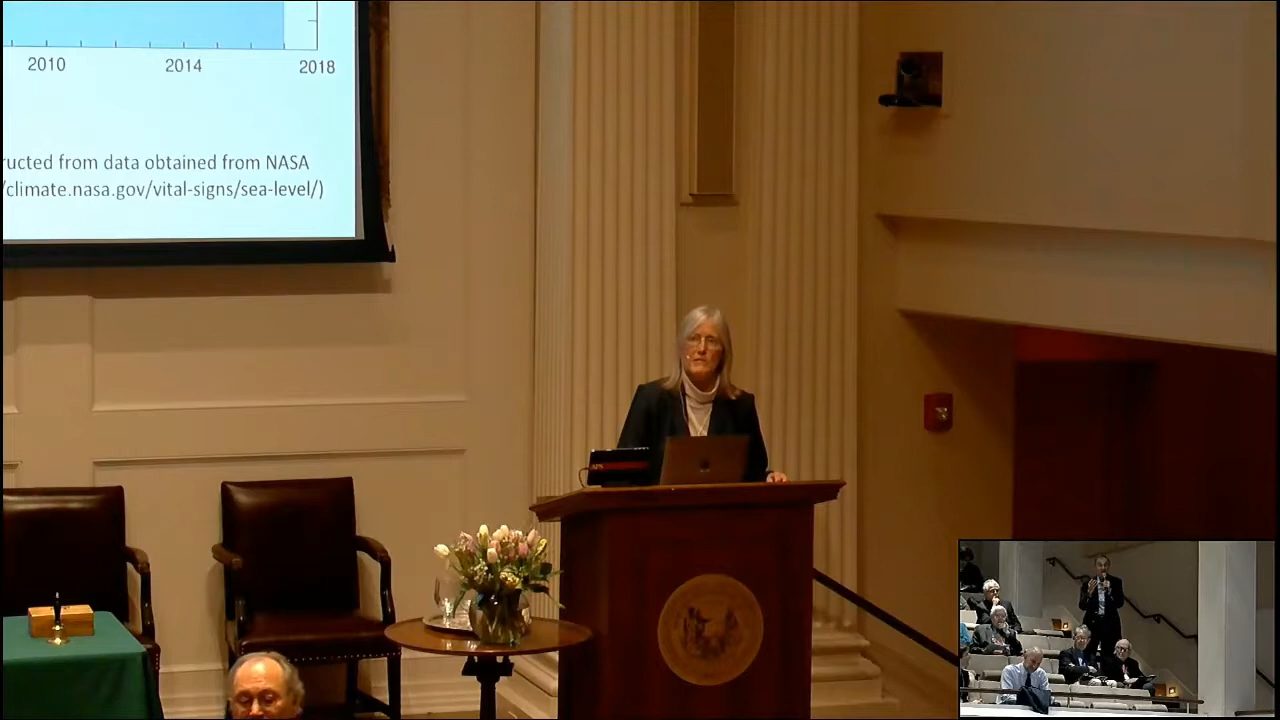 2010 2014 2018
ructed from data obtained from NASA
/climate.nasa.gov/vital-signs/sea-level/)